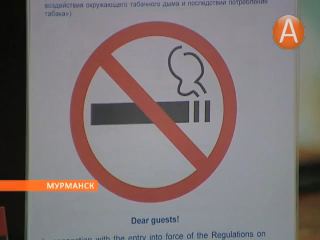 воздействия окружающего табачного дыма и последствий потребления
табака»)
А
МУРМАНСК
Dear guests!
connection with the entry into force of the Regulations on